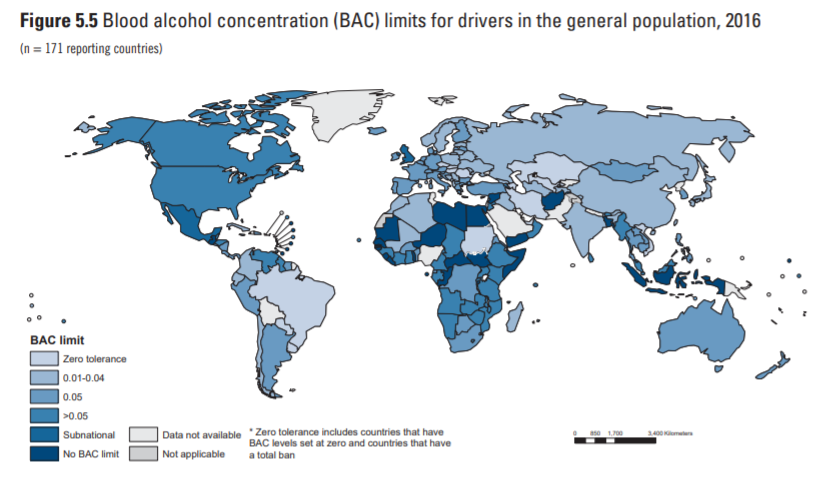 Figure 5.5 Blood alcohol concentration (BAC) limits for drivers in the general population, 2016
(n = 171 reporting countries)
BAC limit
Zero tolerance
0.01-0.04
0.05
>0.05
Subnational
No BAC limit
Data not available
Not applicable
* Zero tolerance includes countries that have
BAC levels set at zero and countries that have
a total ban
0 850 1,700 3,400 Kilometers